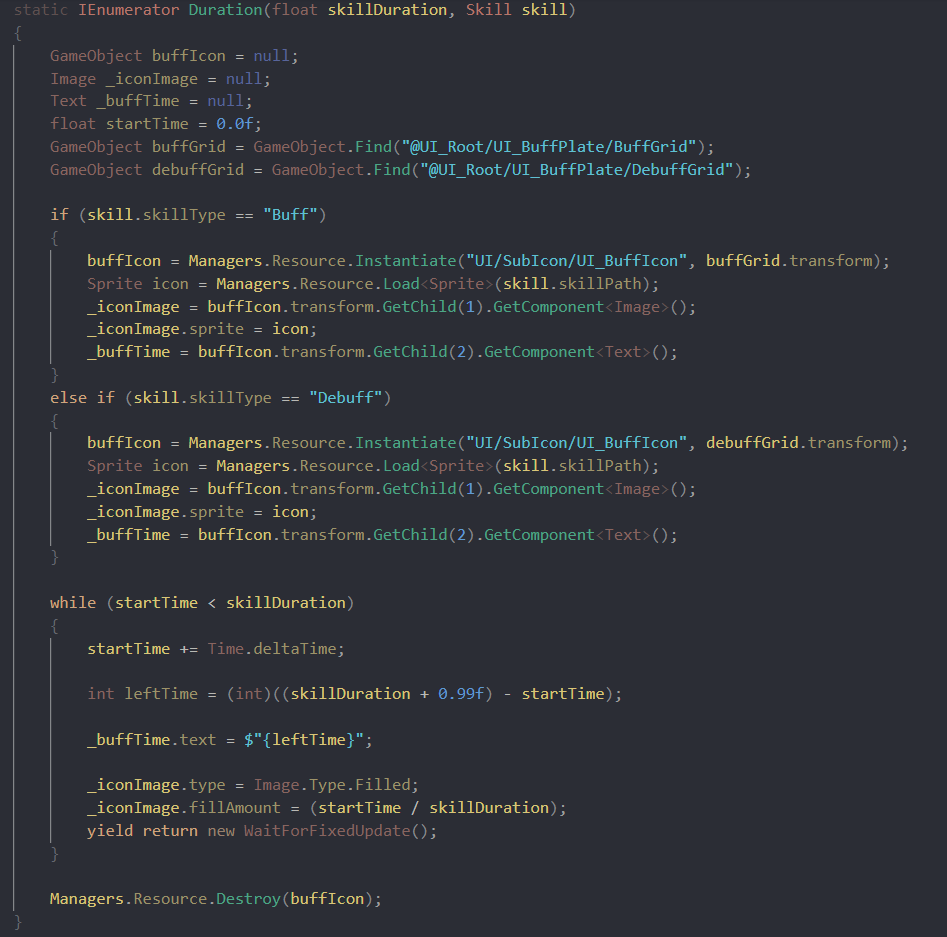 static IEnumerator Duration(float skillDuration, Skill skill)
{
    GameObject buffIcon = null;
    Image _iconImage = null;
    Text _buffTime = null;
    float startTime = 0.0f;
    GameObject buffGrid = GameObject.Find("@UI_Root/UI_BuffPlate/BuffGrid");
    GameObject debuffGrid = GameObject.Find("@UI_Root/UI_BuffPlate/DebuffGrid");

    if (skill.skillType == "Buff")
    {
        buffIcon = Managers.Resource.Instantiate("UI/SubIcon/UI_BuffIcon", buffGrid.transform);
        Sprite icon = Managers.Resource.Load<Sprite>(skill.skillPath);
        _iconImage = buffIcon.transform.GetChild(1).GetComponent<Image>();
        _iconImage.sprite = icon;
        _buffTime = buffIcon.transform.GetChild(2).GetComponent<Text>();
    }
    else if (skill.skillType == "Debuff")
    {
        buffIcon = Managers.Resource.Instantiate("UI/SubIcon/UI_BuffIcon", debuffGrid.transform);
        Sprite icon = Managers.Resource.Load<Sprite>(skill.skillPath);
        _iconImage = buffIcon.transform.GetChild(1).GetComponent<Image>();
        _iconImage.sprite = icon;
        _buffTime = buffIcon.transform.GetChild(2).GetComponent<Text>();
    }

    while (startTime < skillDuration)
    {
        startTime += Time.deltaTime;

        int leftTime = (int)((skillDuration + 0.99f) - startTime);

        _buffTime.text = $"{leftTime}";

        _iconImage.type = Image.Type.Filled;
        _iconImage.fillAmount = (startTime / skillDuration);
        yield return new WaitForFixedUpdate();
    }

    Managers.Resource.Destroy(buffIcon);
}